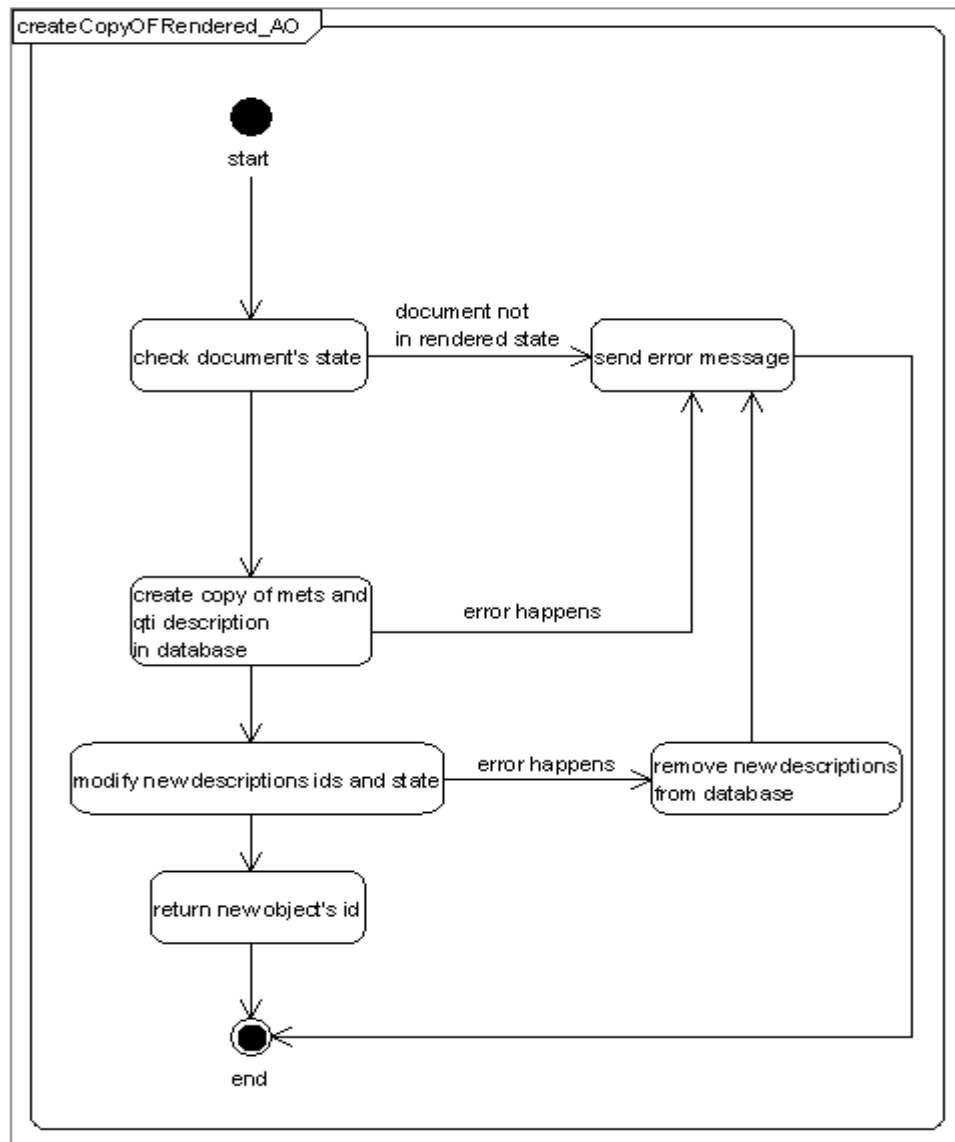 createCopyOFRendered_AO
start
document not
in rendered state
check document's state
send error message
create copy of mets and
qti description
in database
error happens
modify new descriptions ids and state
error happens
remove new descriptions
from database
return new object's id
end